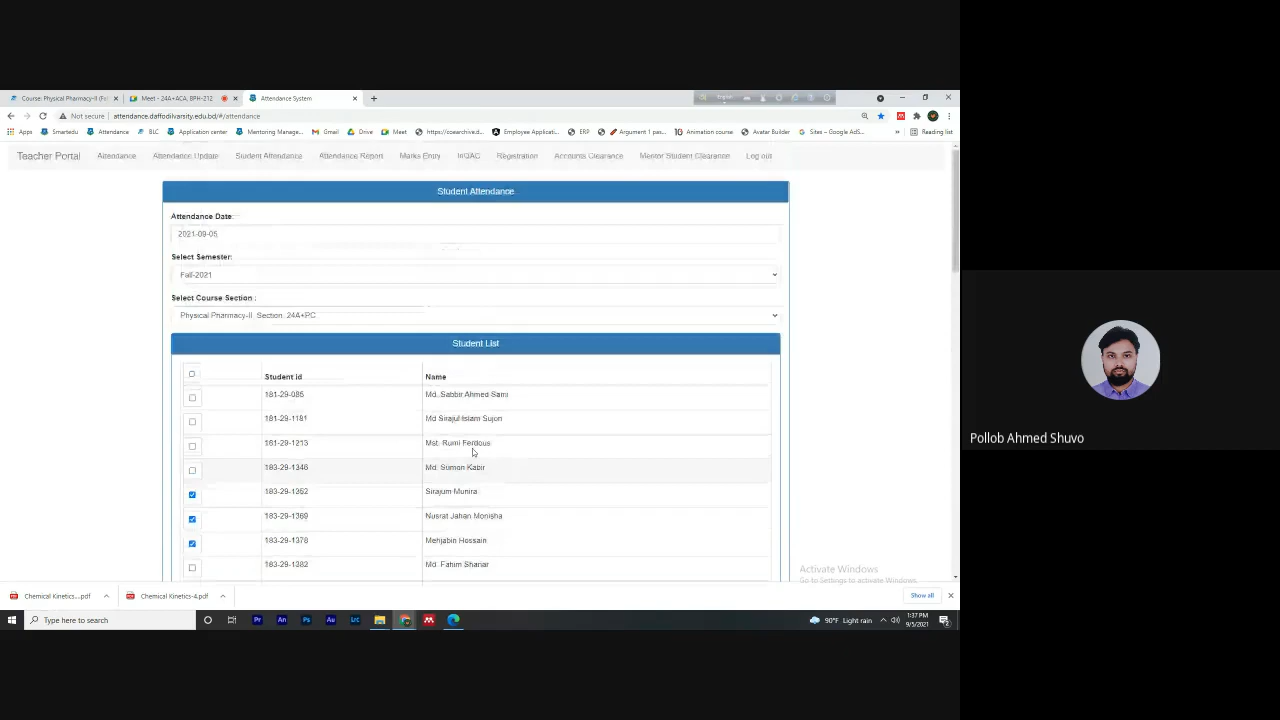 Course: Physical Pharmacy-II (Fal
Meet - 24A+ACA, BPH-212
Attendance System
English
Not secure
attendance.daffodilvarsity.edu.bd/#/attendance
Apps
Smartedu
Attendance
BLC
Application center
Mentoring Manage...
Gmail
Drive
Meet
https://coearchive.d...
Employee Applicati...
ERP
Argument 1 pas...
Animation course
Avatar Builder
Sites – Google AdS...
Reading list
Teacher Portal
Attendance
Attendance Update
Student Attendance
Attendance Report
Marks Entry
Registration
Accounts Clearance
Mentor Student Clearance
Log out
Student Attendance
Attendance Date:
2021-09-05
Select Semester:
Fall-2021
Select Course Section :
Physical Pharmacy-II Section 24A+PC
Student List
Student id Name
181-29-085 Md. Sabbir Ahmed Sami
181-29-1181 Md Sirajul Islam Sujon
181-29-1213 Mst. Rumi Ferdous
183-29-1346 Md. Sumon Kabir
183-29-1352 Sirajum Munira
183-29-1369 Nusrat Jahan Monisha
183-29-1378 Mehjabin Hossain
183-29-1382 Md. Fahim Shariar
Activate Windows
Go to Settings to activate Windows.
Chemical Kinetics....pdf
Chemical Kinetics-4.pdf
Show all
Type here to search
Pr
An
Ps
Au
LrC
90°F Light rain
1:37 PM
9/5/2021
Pollob Ahmed Shuvo